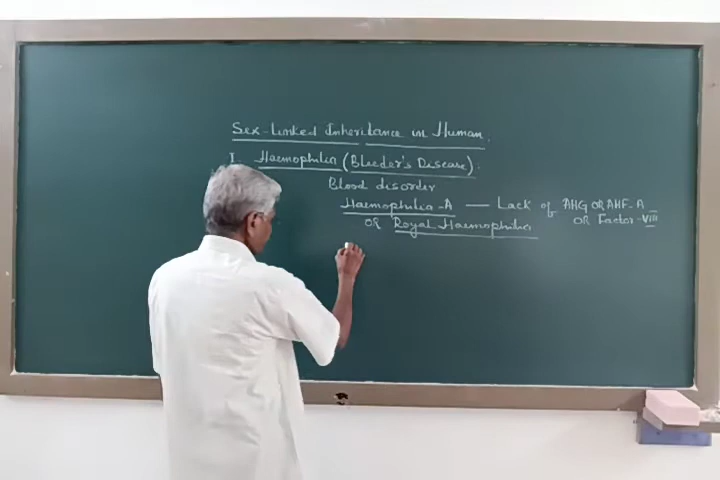 Sex-linked Inheritance in Human.
I. Haemophilia (Bleeder's Disease):
Blood disorder
Haemophilia-A — Lack of AHG OR AHF-A
OR Royal Haemophilia OR Factor-VIII